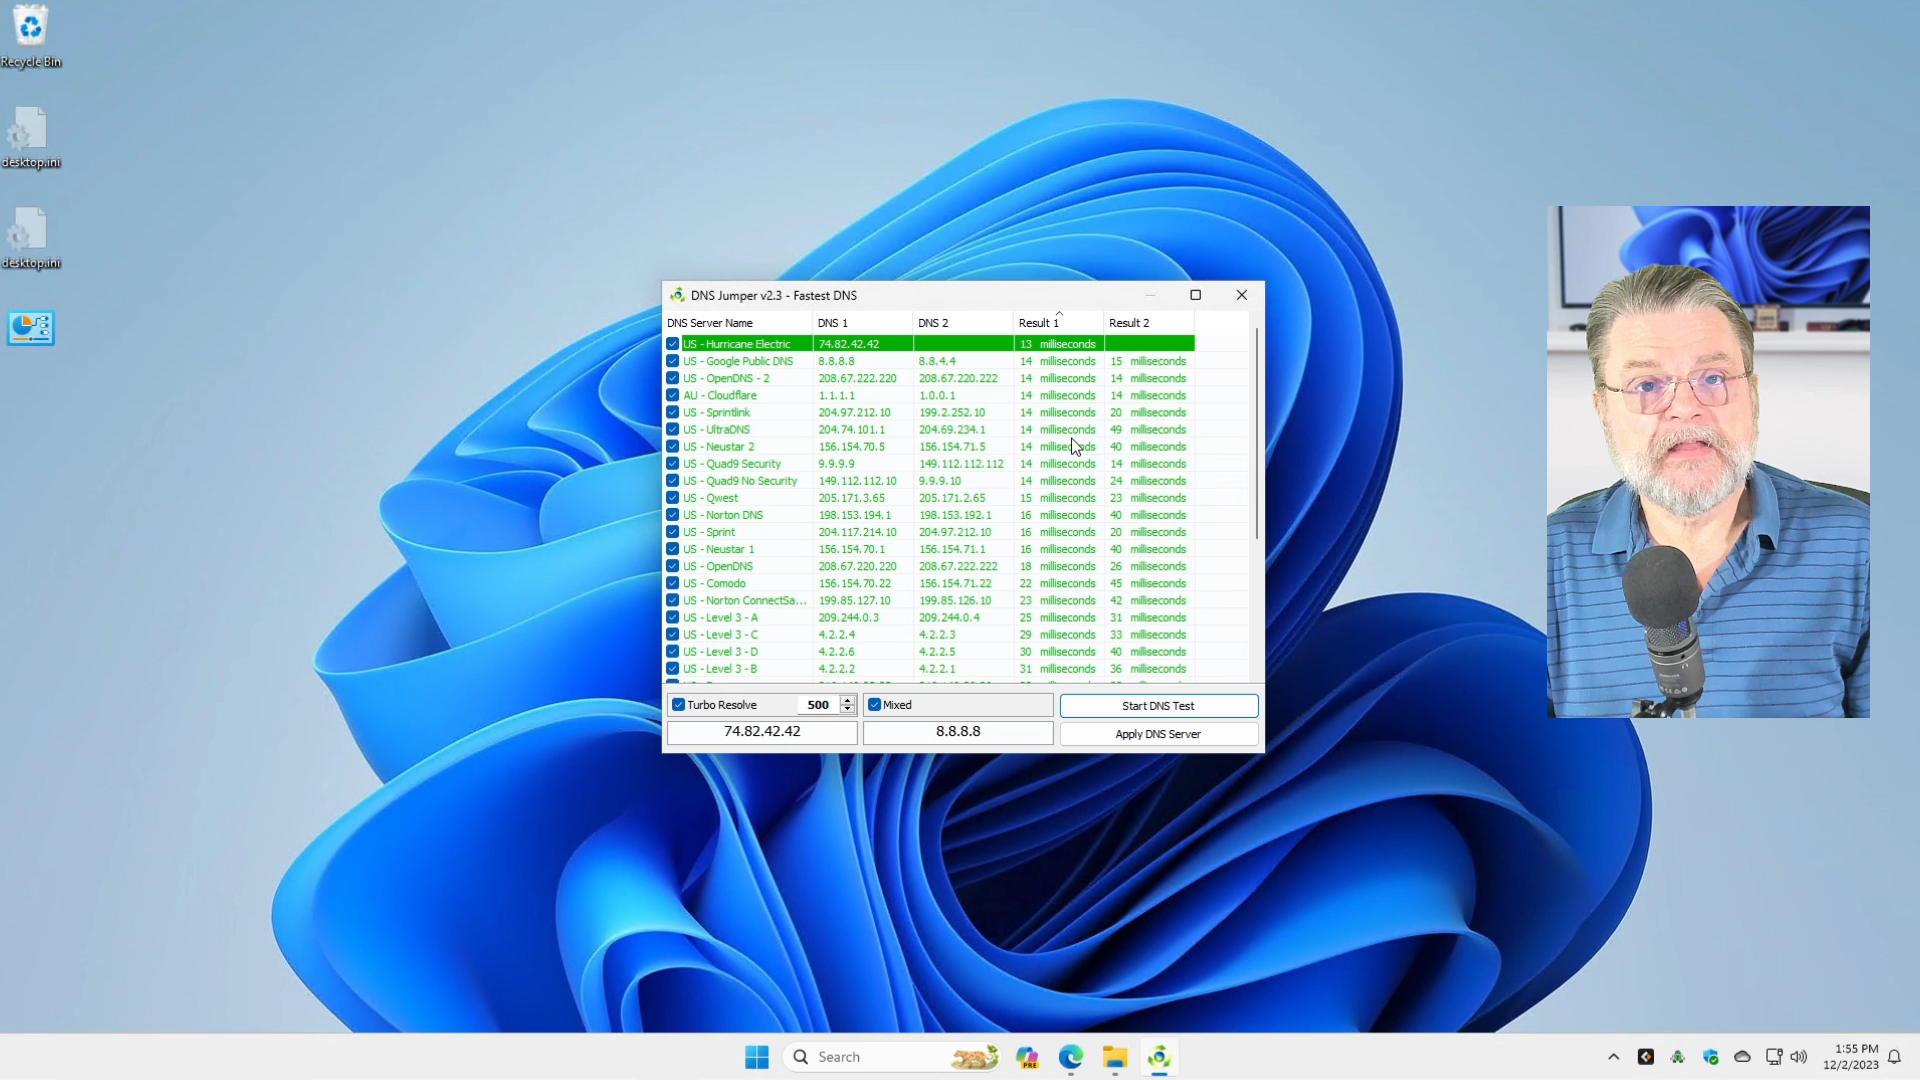 Recycle Bin
desktop.ini
desktop.ini
DNS Jumper v2.3 - Fastest DNS
DNS Server Name DNS 1 DNS 2 Result 1 Result 2
US - Hurricane Electric 74.82.42.42 13 milliseconds
US - Google Public DNS 8.8.8.8 8.8.4.4 14 milliseconds 15 milliseconds
US - OpenDNS - 2 208.67.222.220 208.67.220.222 14 milliseconds 14 milliseconds
AU - Cloudflare 1.1.1.1 1.0.0.1 14 milliseconds 14 milliseconds
US - Sprintlink 204.97.212.10 199.2.252.10 14 milliseconds 20 milliseconds
US - UltraDNS 204.74.101.1 204.69.234.1 14 milliseconds 49 milliseconds
US - Neustar 2 156.154.70.5 156.154.71.5 14 milliseconds 40 milliseconds
US - Quad9 Security 9.9.9.9 149.112.112.112 14 milliseconds 14 milliseconds
US - Quad9 No Security 149.112.112.10 9.9.9.10 14 milliseconds 24 milliseconds
US - Qwest 205.171.3.65 205.171.2.65 15 milliseconds 23 milliseconds
US - Norton DNS 198.153.194.1 198.153.192.1 16 milliseconds 40 milliseconds
US - Sprint 204.117.214.10 204.97.212.10 16 milliseconds 20 milliseconds
US - Neustar 1 156.154.70.1 156.154.71.1 16 milliseconds 40 milliseconds
US - OpenDNS 208.67.220.220 208.67.222.222 18 milliseconds 26 milliseconds
US - Comodo 156.154.70.22 156.154.71.22 22 milliseconds 45 milliseconds
US - Norton ConnectSa... 199.85.127.10 199.85.126.10 23 milliseconds 42 milliseconds
US - Level 3 - A 209.244.0.3 209.244.0.4 25 milliseconds 31 milliseconds
US - Level 3 - C 4.2.2.4 4.2.2.3 29 milliseconds 33 milliseconds
US - Level 3 - D 4.2.2.6 4.2.2.5 30 milliseconds 40 milliseconds
US - Level 3 - B 4.2.2.2 4.2.2.1 31 milliseconds 36 milliseconds
Turbo Resolve 500 Mixed Start DNS Test
74.82.42.42 8.8.8.8 Apply DNS Server
Search
PRE
1:55 PM
12/2/2023